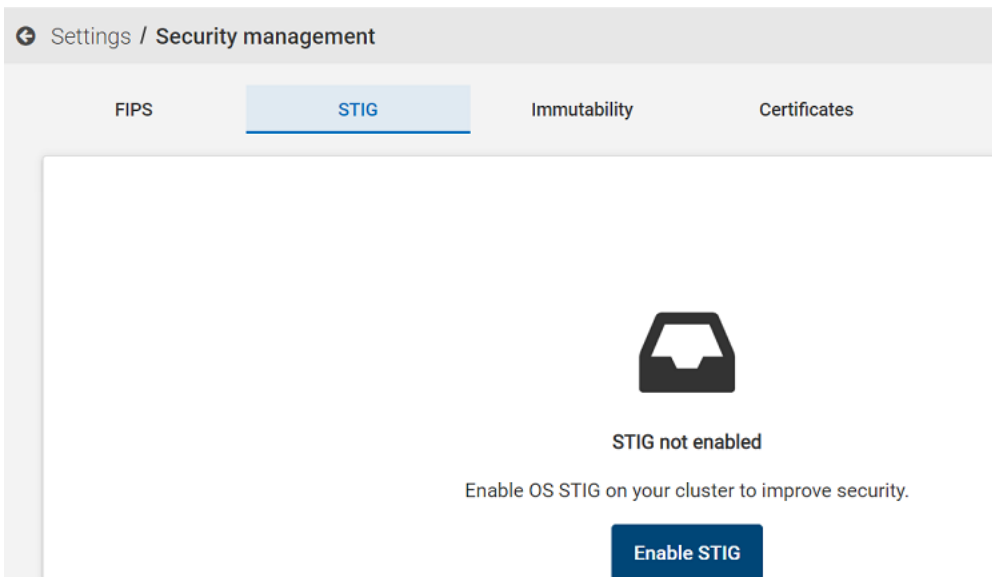 Settings / Security management
FIPS STIG Immutability Certificates
STIG not enabled
Enable OS STIG on your cluster to improve security.
Enable STIG